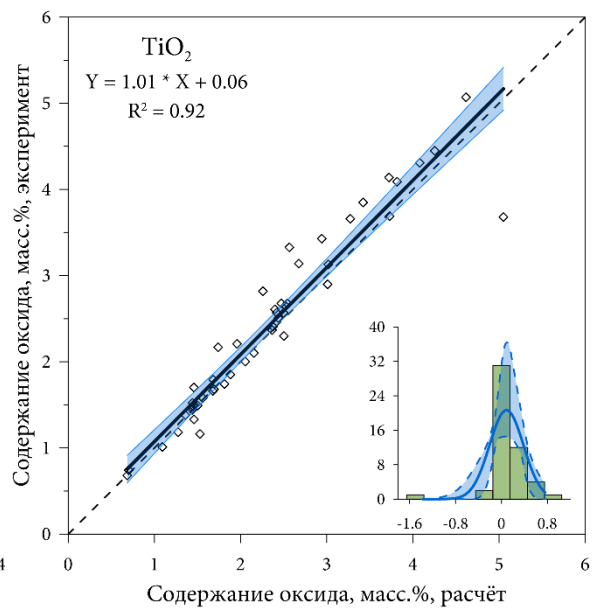 6
TiO2
Y = 1.01 * X + 0.06
R2 = 0.92
5
4
3
2
1
0
Содержание оксида, масс.%, эксперимент
40
32
24
16
8
0
-1.6 -0.8 0 0.8
4
0 1 2 3 4 5 6
Содержание оксида, масс.%, расчёт